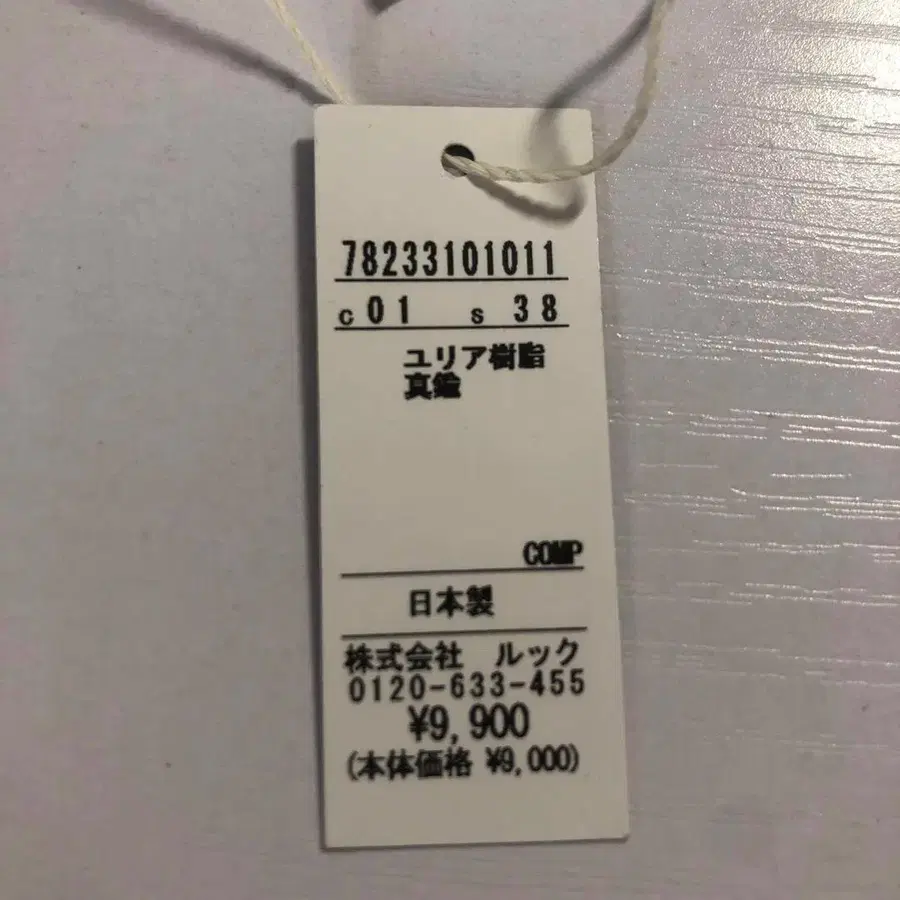 78233101011
c01 s 38
ユリア樹脂
真鍮
COMP
日本製
株式会社 ルック
0120-633-455
¥9,900
(本体価格 ¥9,000)